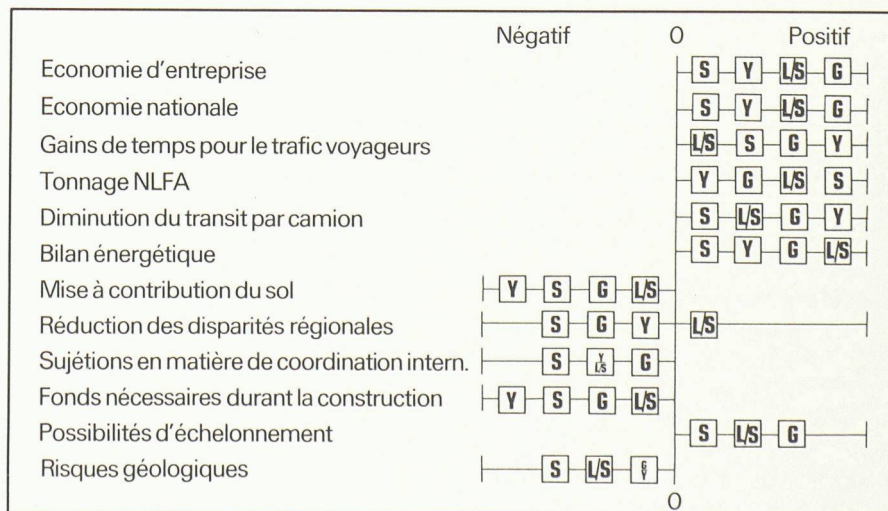 Négatif 0 Positif
Economie d'entreprise S Y L/S G
Economie nationale S Y L/S G
Gains de temps pour le trafic voyageurs L/S S G Y
Tonnage NLFA Y G L/S S
Diminution du transit par camion S L/S G Y
Bilan énergétique S Y G L/S
Mise à contribution du sol Y S G L/S
Réduction des disparités régionales S G Y L/S
Sujétions en matière de coordination intern. S Y L/S G
Fonds nécessaires durant la construction Y S G L/S
Possibilités d'échelonnement S L/S G
Risques géologiques S L/S G Y
0